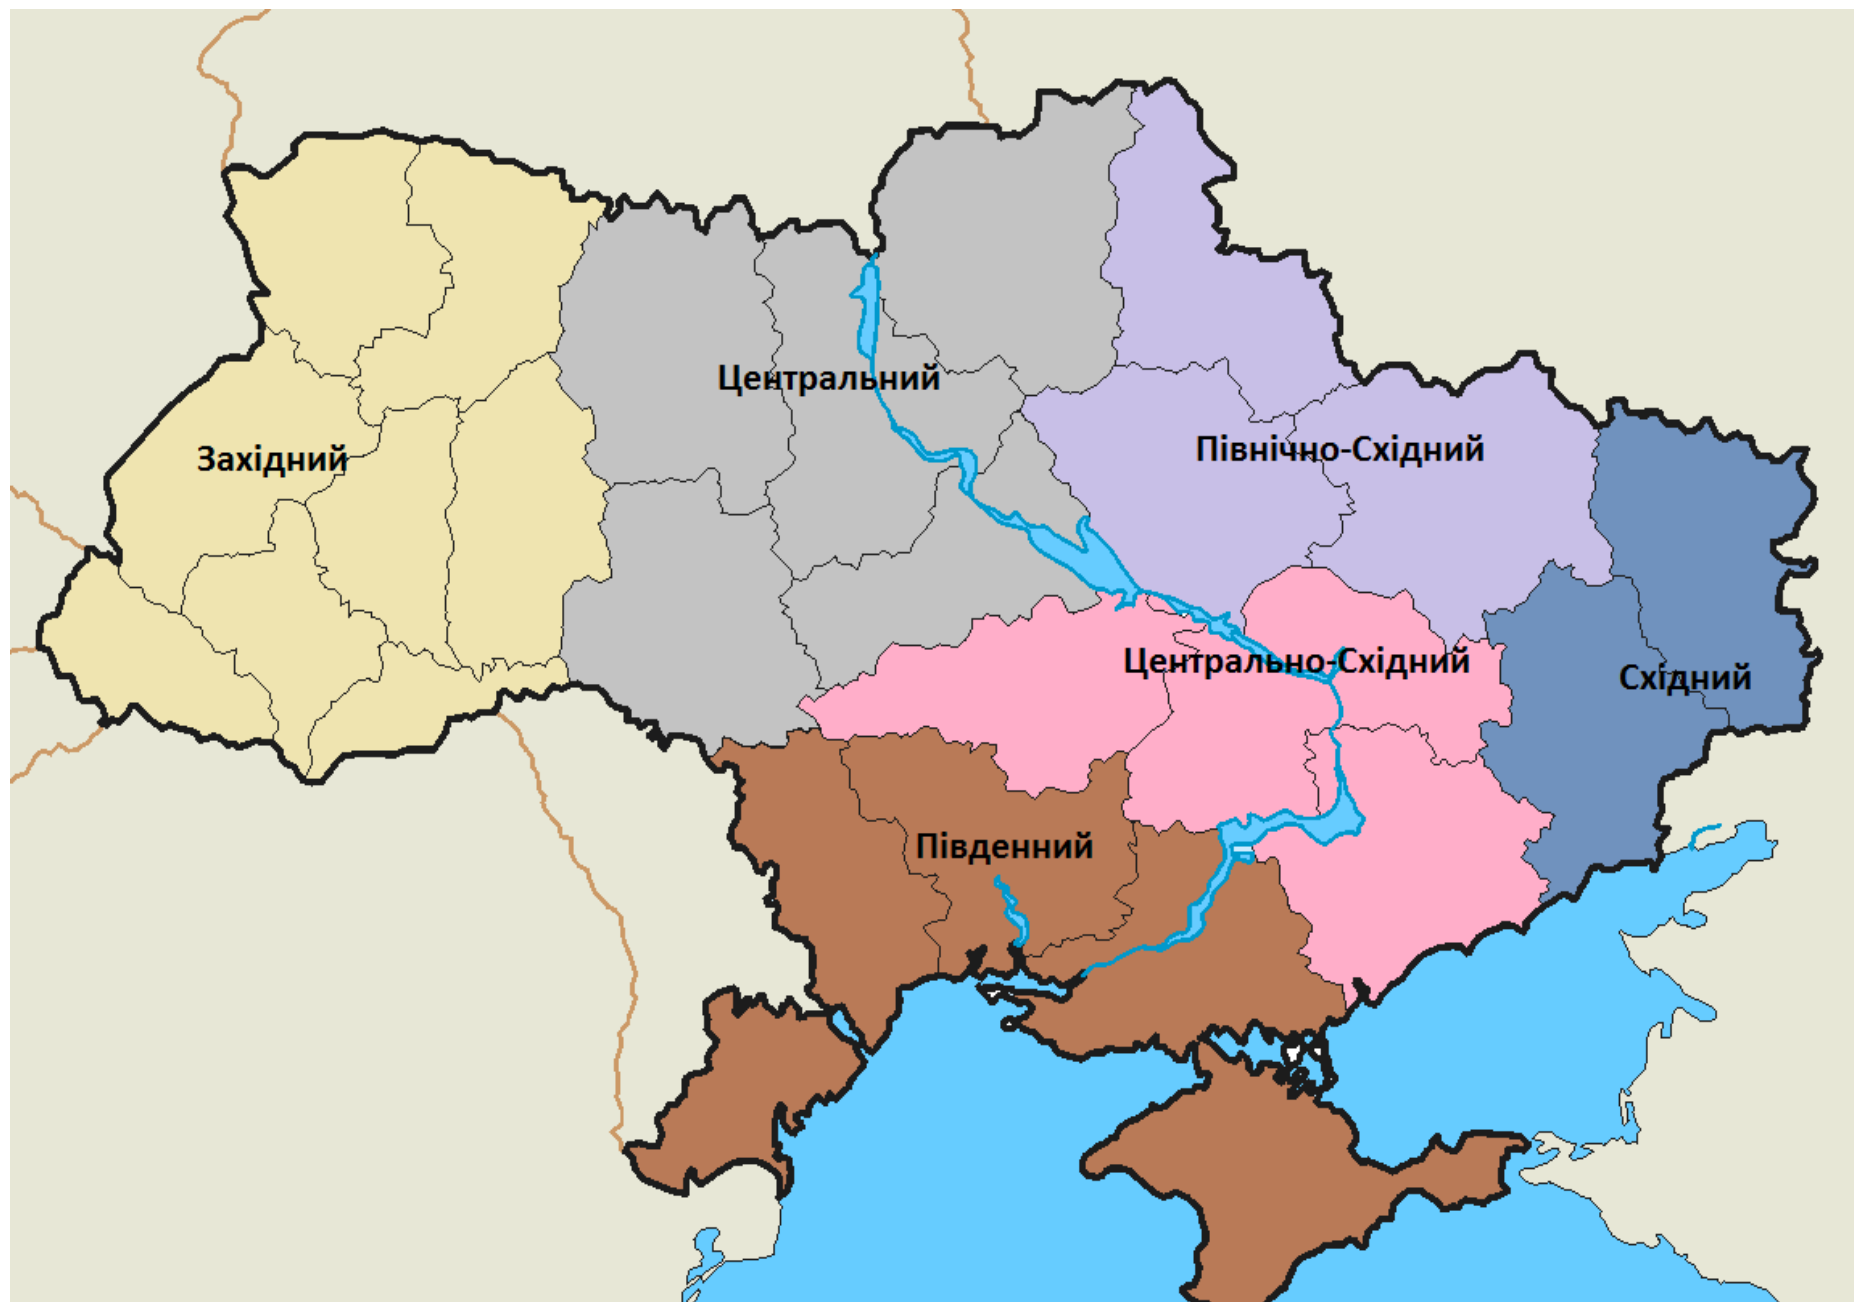 Центральний
Західний
Північно-Східний
Центрально-Східний
Східний
Південний